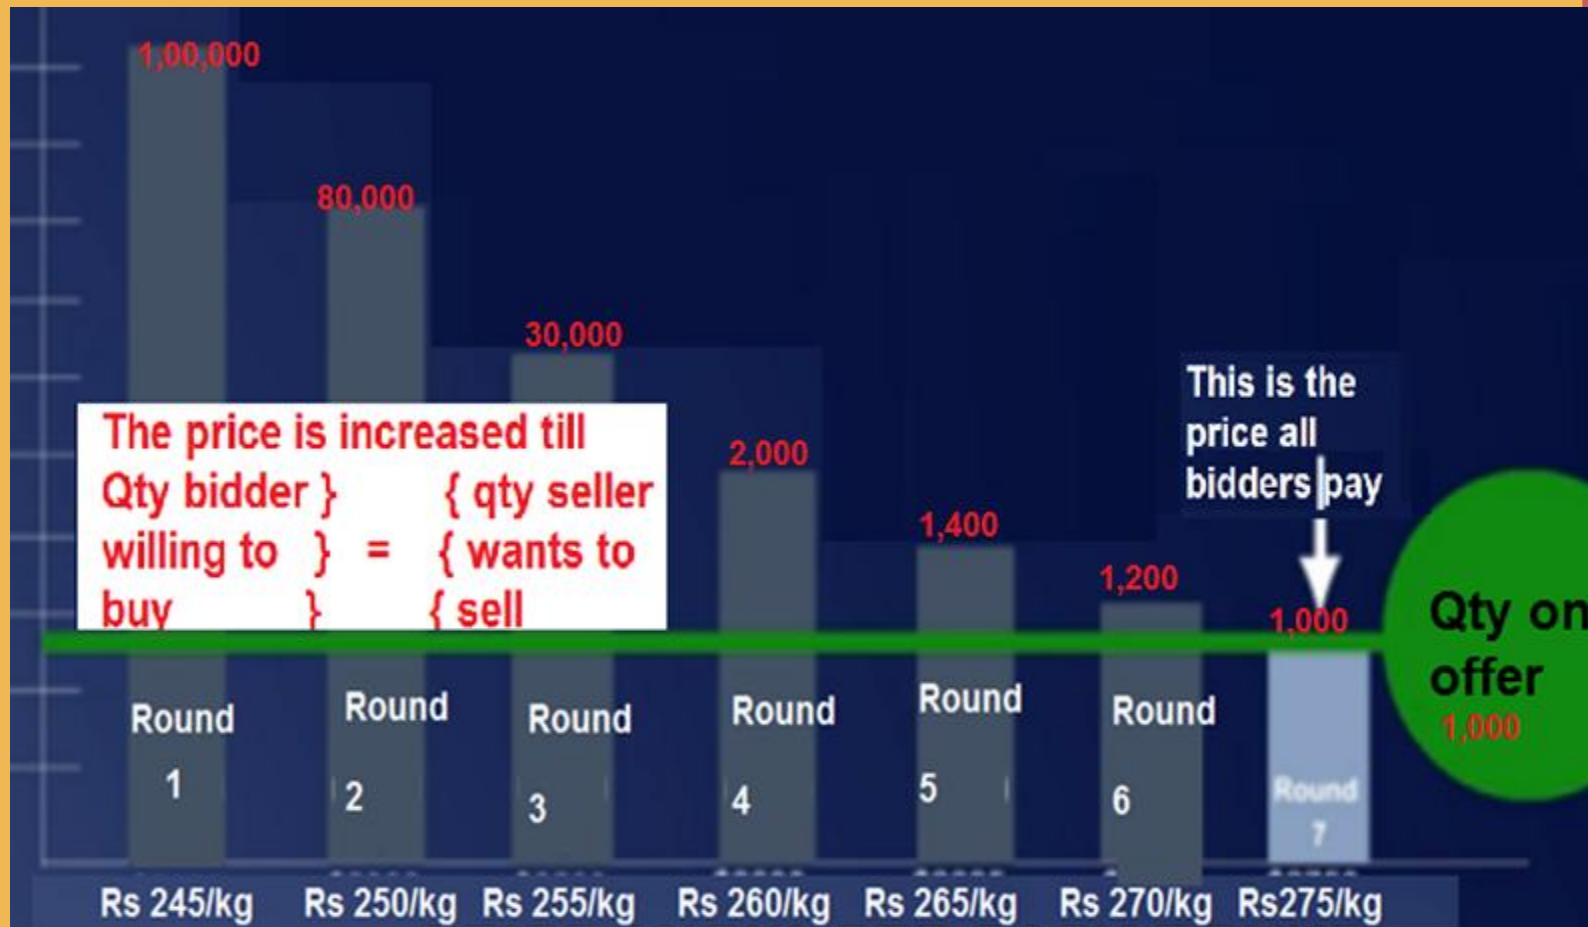 1,00,000
80,000
30,000
2,000
1,400
1,200
1,000
The price is increased till
Qty bidder } { qty seller
willing to } = { wants to
buy } { sell
This is the
price all
bidders pay
Qty on
offer
1,000
Round
1
Round
2
Round
3
Round
4
Round
5
Round
6
Round
7
Rs 245/kg Rs 250/kg Rs 255/kg Rs 260/kg Rs 265/kg Rs 270/kg Rs275/kg